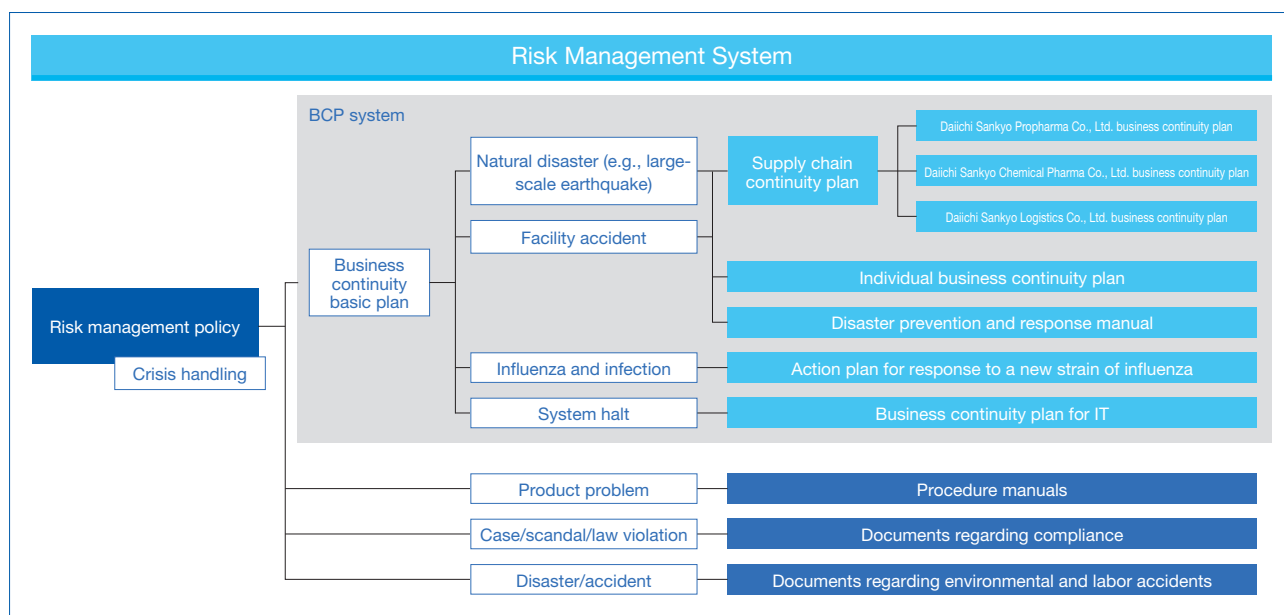 Risk Management System
BCP system
Natural disaster (e.g., large-
scale earthquake)
Supply chain
continuity plan
Daiichi Sankyo Propharma Co., Ltd. business continuity plan
Daiichi Sankyo Chemical Pharma Co., Ltd. business continuity plan
Daiichi Sankyo Logistics Co., Ltd. business continuity plan
Facility accident
Business
continuity
basic plan
Individual business continuity plan
Risk management policy
Crisis handling
Disaster prevention and response manual
Influenza and infection
Action plan for response to a new strain of influenza
System halt
Business continuity plan for IT
Product problem
Procedure manuals
Case/scandal/law violation
Documents regarding compliance
Disaster/accident
Documents regarding environmental and labor accidents